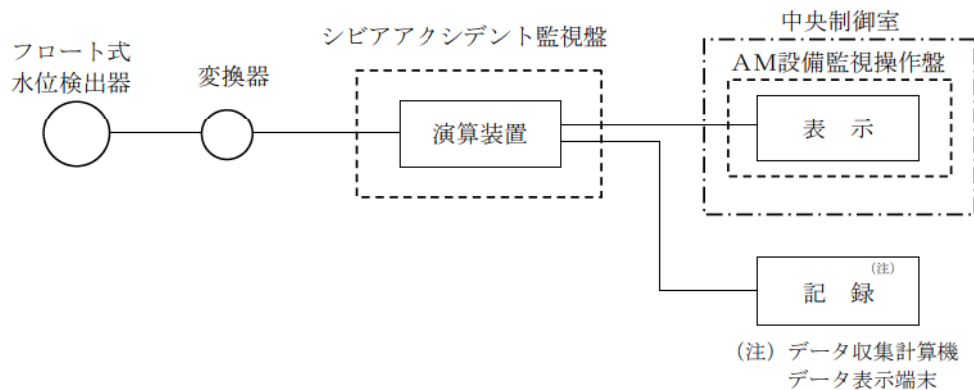 フロート式
水位検出器
変換器
シビアアクシデント監視盤
演算装置
中央制御室
AM設備監視操作盤
表 示
記 録(注)
(注)データ収集計算機
データ表示端末